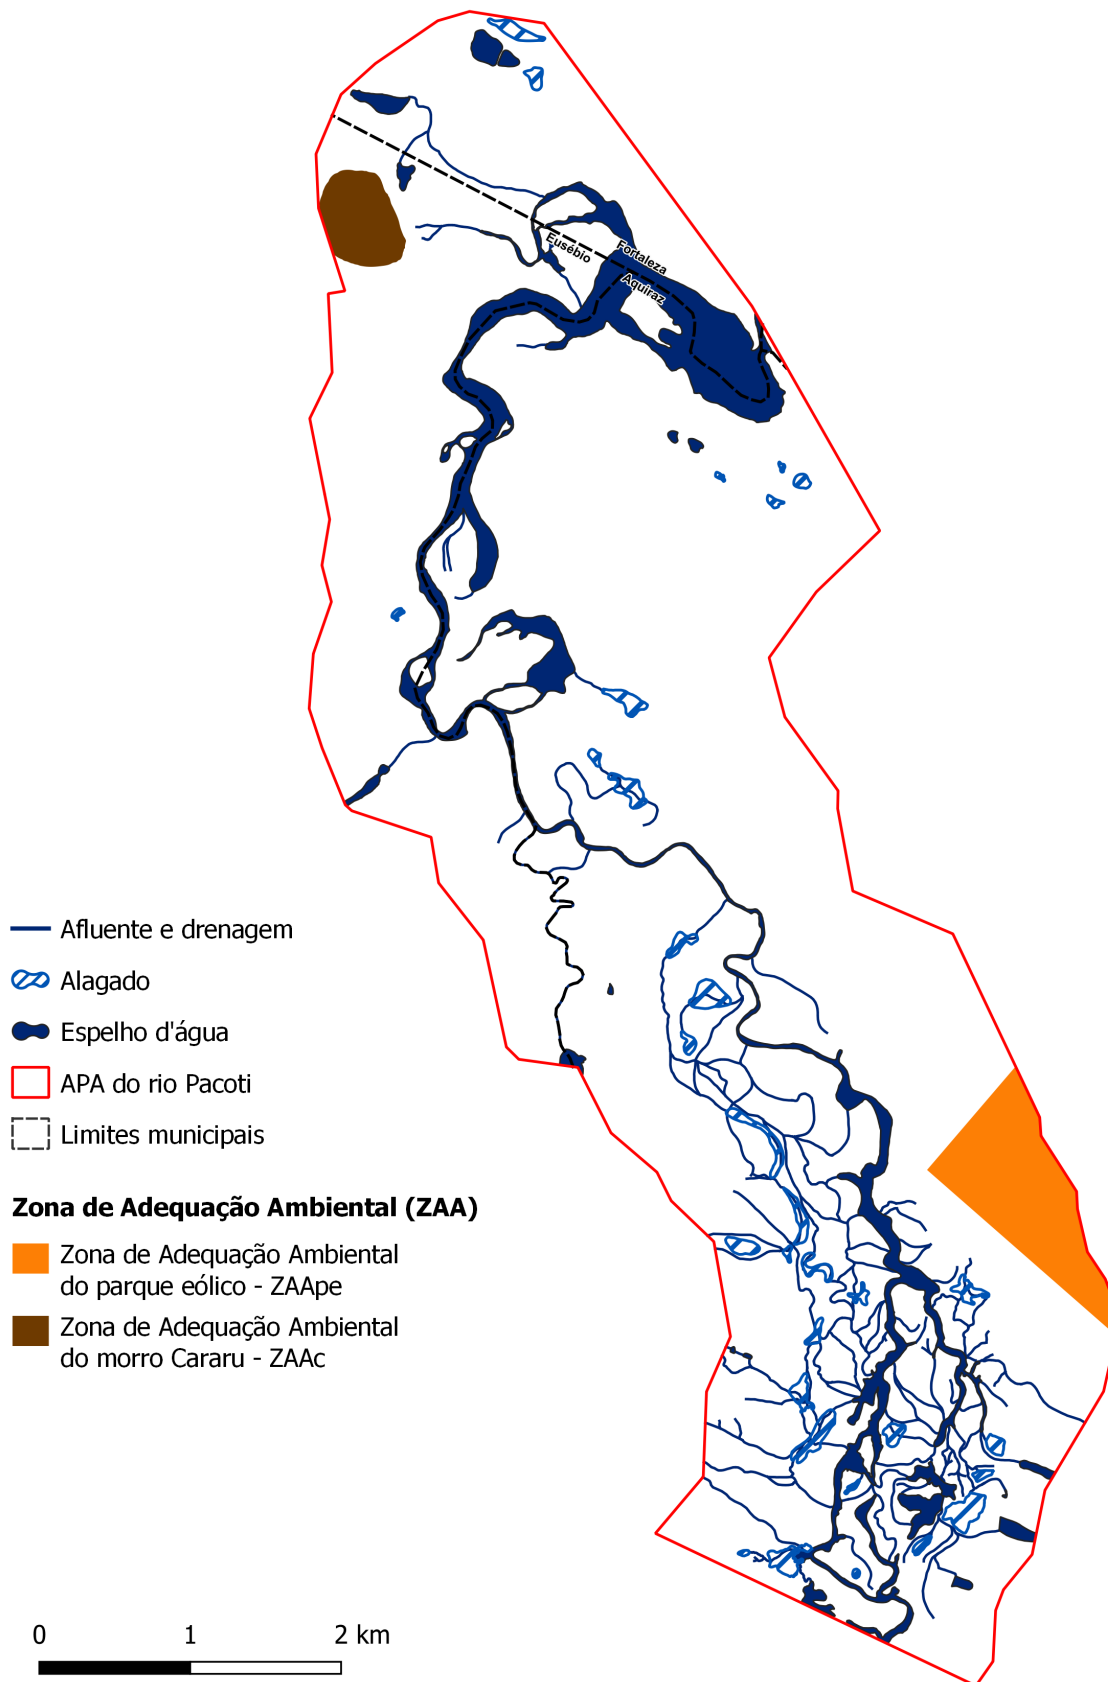 Fortaleza
Eusébio
Aquiraz
Afluente e drenagem
Alagado
Espelho d'água
APA do rio Pacoti
Limites municipais
Zona de Adequação Ambiental (ZAA)
Zona de Adequação Ambiental
do parque eólico - ZAApe
Zona de Adequação Ambiental
do morro Cararu - ZAAc
0 1 2 km